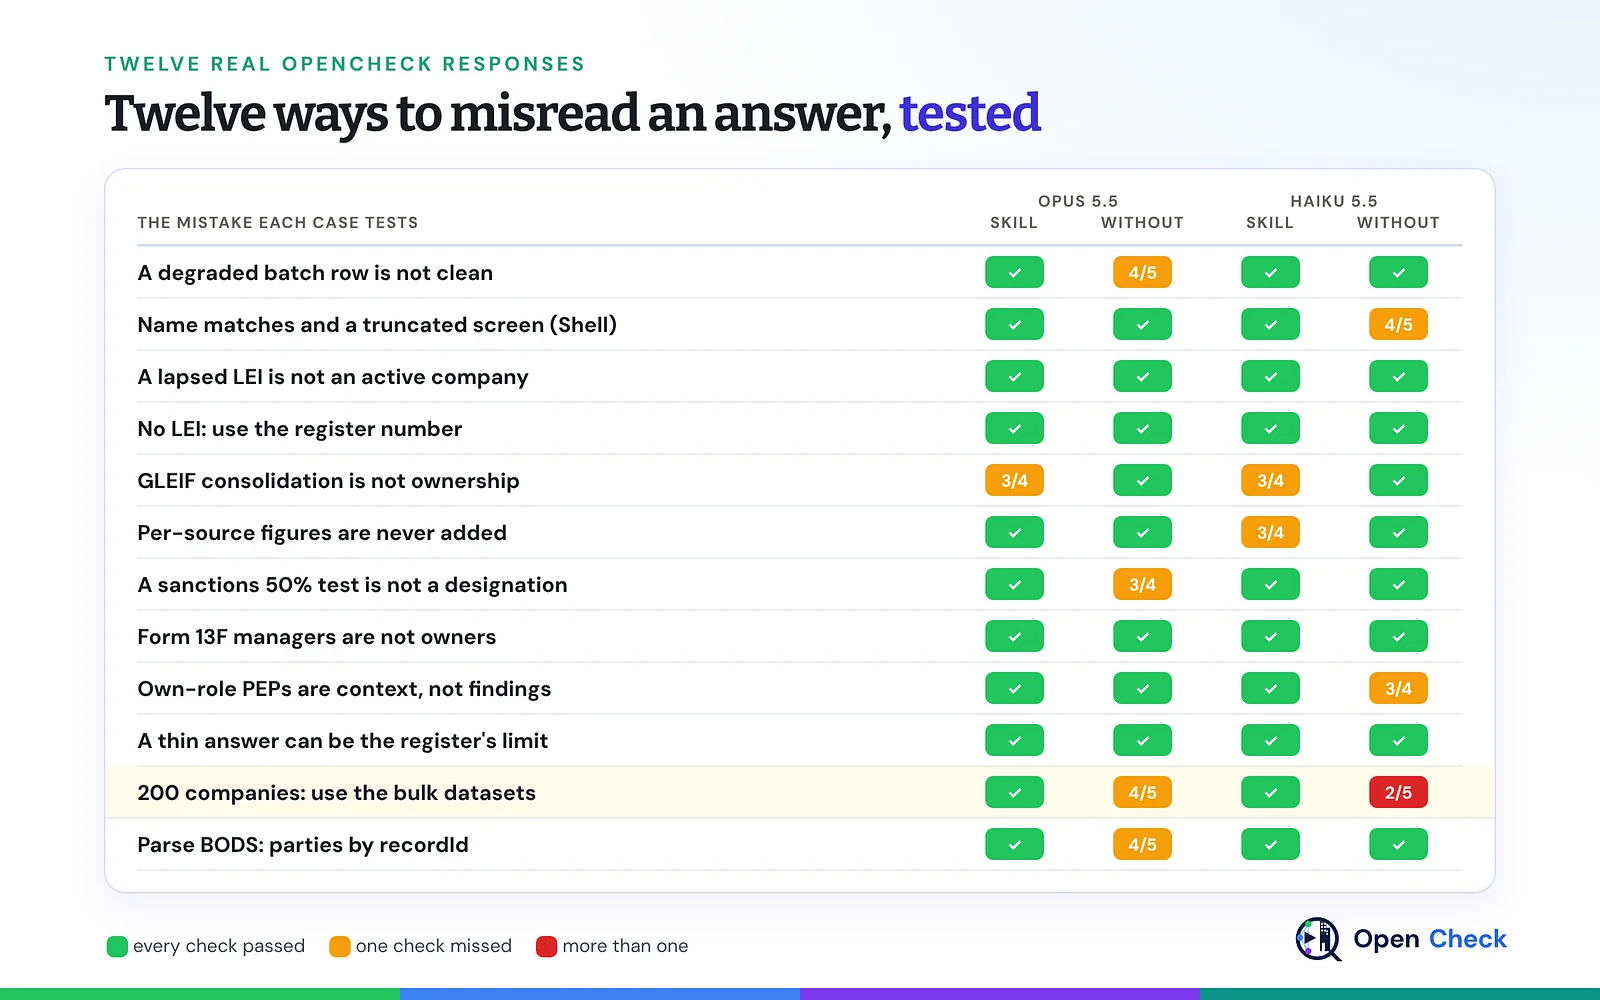 TWELVE REAL OPENCHECK RESPONSES
Twelve ways to misread an answer, tested
OPUS 5.5 HAIKU 5.5
THE MISTAKE EACH CASE TESTS SKILL WITHOUT SKILL WITHOUT
A degraded batch row is not clean ✓ 4/5 ✓ ✓
Name matches and a truncated screen (Shell) ✓ ✓ ✓ 4/5
A lapsed LEI is not an active company ✓ ✓ ✓ ✓
No LEI: use the register number ✓ ✓ ✓ ✓
GLEIF consolidation is not ownership 3/4 ✓ 3/4 ✓
Per-source figures are never added ✓ ✓ 3/4 ✓
A sanctions 50% test is not a designation ✓ 3/4 ✓ ✓
Form 13F managers are not owners ✓ ✓ ✓ ✓
Own-role PEPs are context, not findings ✓ ✓ ✓ 3/4
A thin answer can be the register's limit ✓ ✓ ✓ ✓
200 companies: use the bulk datasets ✓ 4/5 ✓ 2/5
Parse BODS: parties by recordId ✓ 4/5 ✓ ✓
every check passed one check missed more than one
Open Check